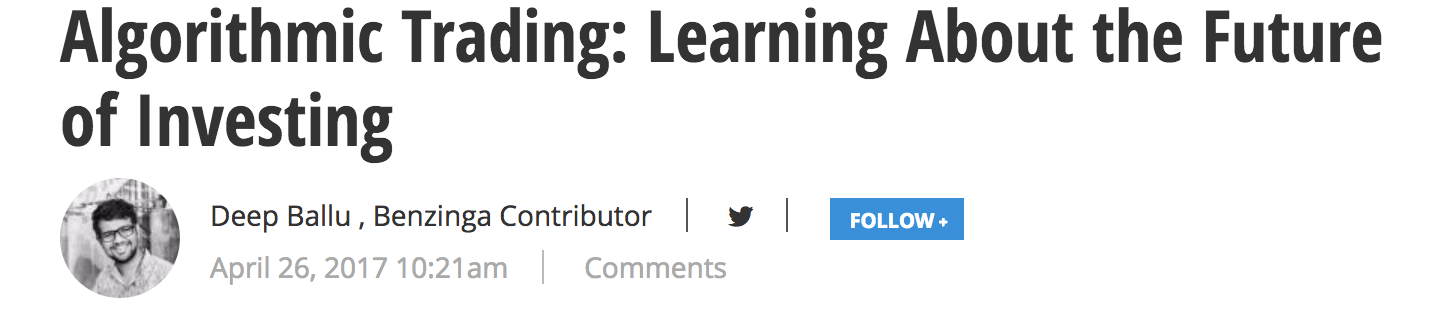 Algorithmic Trading: Learning About the Future
of Investing
Deep Ballu , Benzinga Contributor
FOLLOW +
April 26, 2017 10:21am
Comments